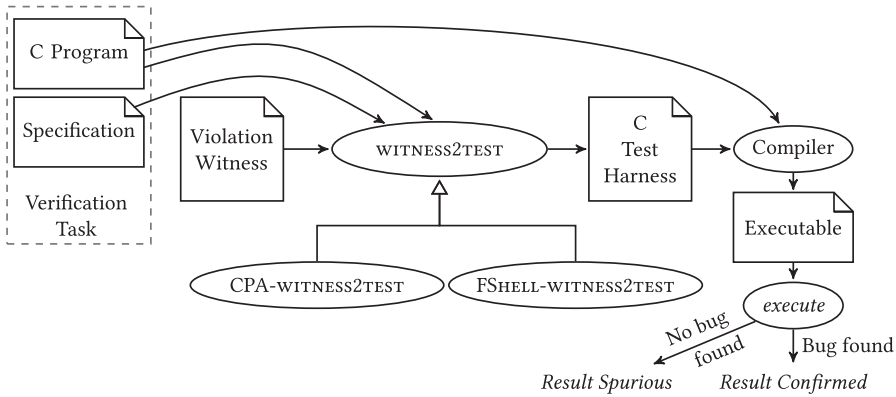 C Program
Specification
Verification
Task
Violation
Witness
WITNESS2TEST
C
Test
Harness
Compiler
Executable
CPA-WITNESS2TEST
FSHELL-WITNESS2TEST
execute
No bug
found
Bug found
Result Spurious
Result Confirmed